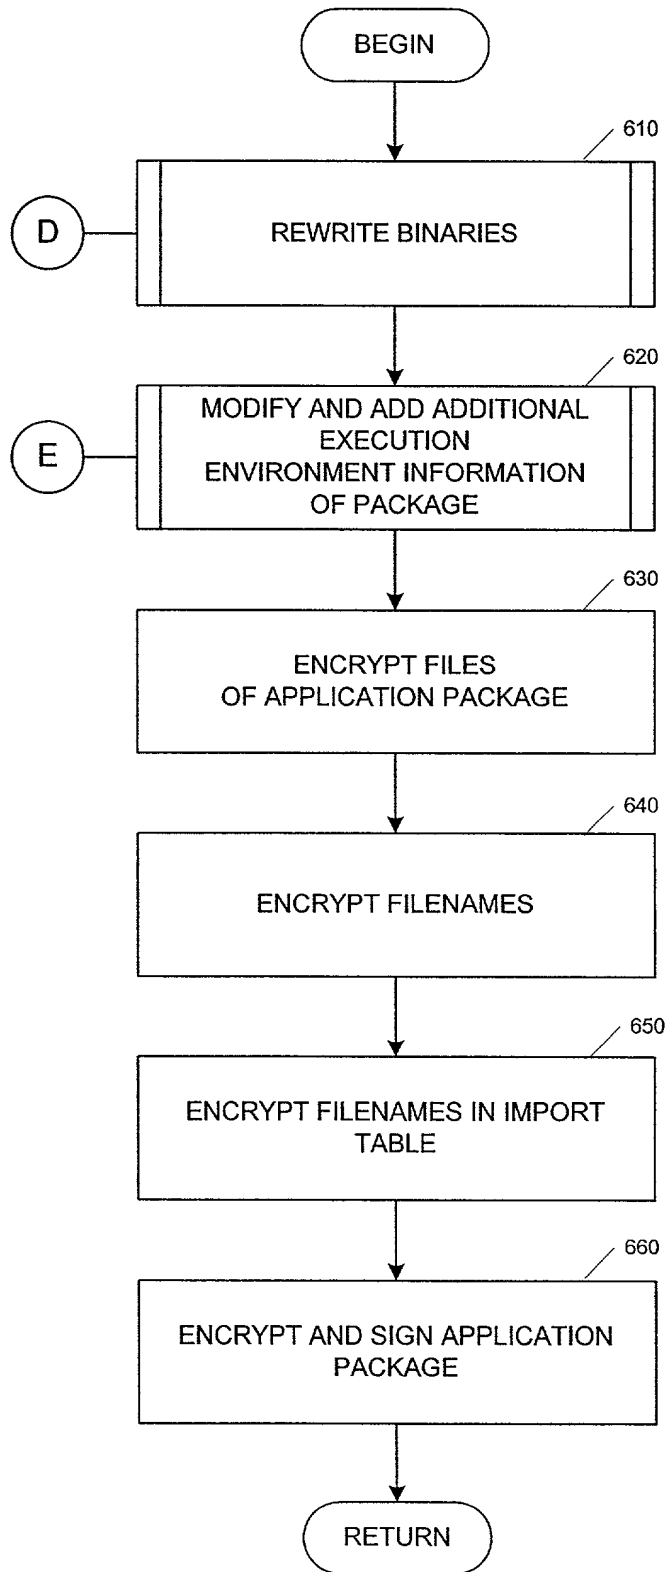 BEGIN
610
D
REWRITE BINARIES
620
MODIFY AND ADD ADDITIONAL
EXECUTION
ENVIRONMENT INFORMATION
OF PACKAGE
E
630
ENCRYPT FILES
OF APPLICATION PACKAGE
640
ENCRYPT FILENAMES
650
ENCRYPT FILENAMES IN IMPORT
TABLE
660
ENCRYPT AND SIGN APPLICATION
PACKAGE
RETURN